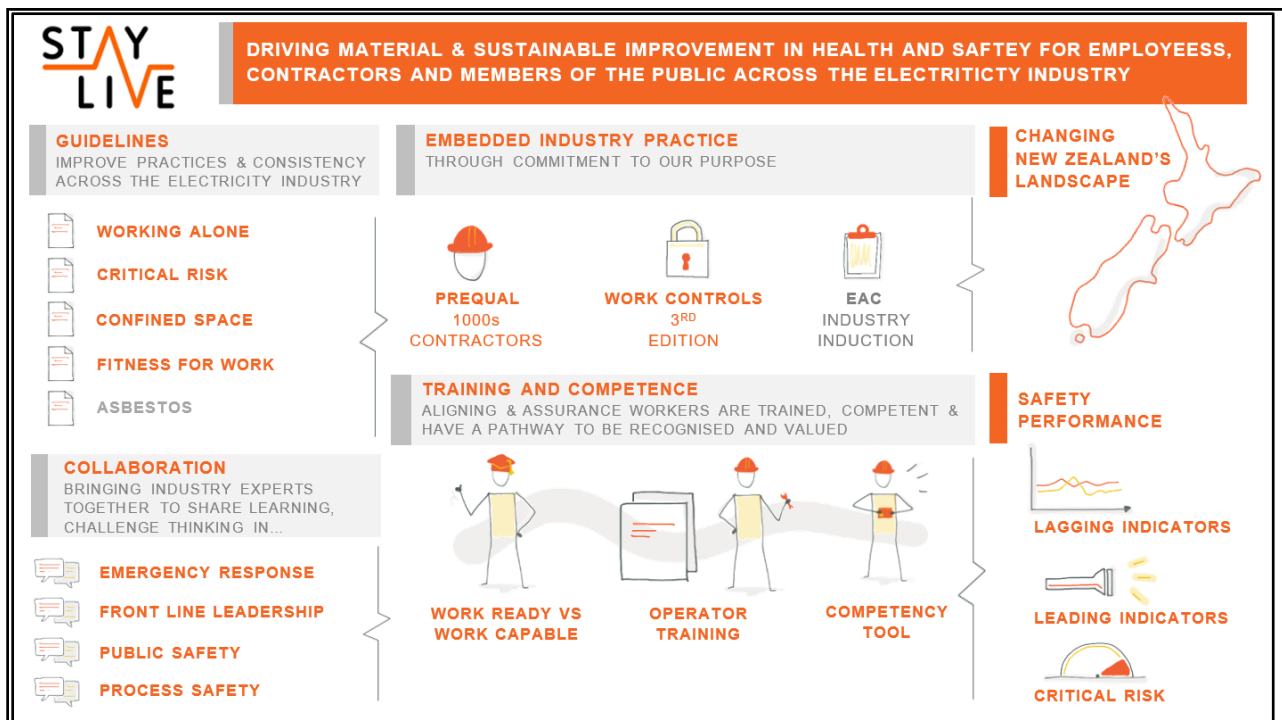 STAY
LIVE
DRIVING MATERIAL & SUSTAINABLE IMPROVEMENT IN HEALTH AND SAFTEY FOR EMPLOYEESS,
CONTRACTORS AND MEMBERS OF THE PUBLIC ACROSS THE ELECTRITICTY INDUSTRY
GUIDELINES
IMPROVE PRACTICES & CONSISTENCY
ACROSS THE ELECTRICITY INDUSTRY
WORKING ALONE
CRITICAL RISK
CONFINED SPACE
FITNESS FOR WORK
ASBESTOS
COLLABORATION
BRINGING INDUSTRY EXPERTS
TOGETHER TO SHARE LEARNING,
CHALLENGE THINKING IN...
EMERGENCY RESPONSE
FRONT LINE LEADERSHIP
PUBLIC SAFETY
PROCESS SAFETY
EMBEDDED INDUSTRY PRACTICE
THROUGH COMMITMENT TO OUR PURPOSE
PREQUAL
1000s
CONTRACTORS
WORK CONTROLS
3RD
EDITION
EAC
INDUSTRY
INDUCTION
TRAINING AND COMPETENCE
ALIGNING & ASSURANCE WORKERS ARE TRAINED, COMPETENT &
HAVE A PATHWAY TO BE RECOGNISED AND VALUED
WORK READY VS
WORK CAPABLE
OPERATOR
TRAINING
COMPETENCY
TOOL
CHANGING
NEW ZEALAND'S
LANDSCAPE
SAFETY
PERFORMANCE
LAGGING INDICATORS
LEADING INDICATORS
CRITICAL RISK